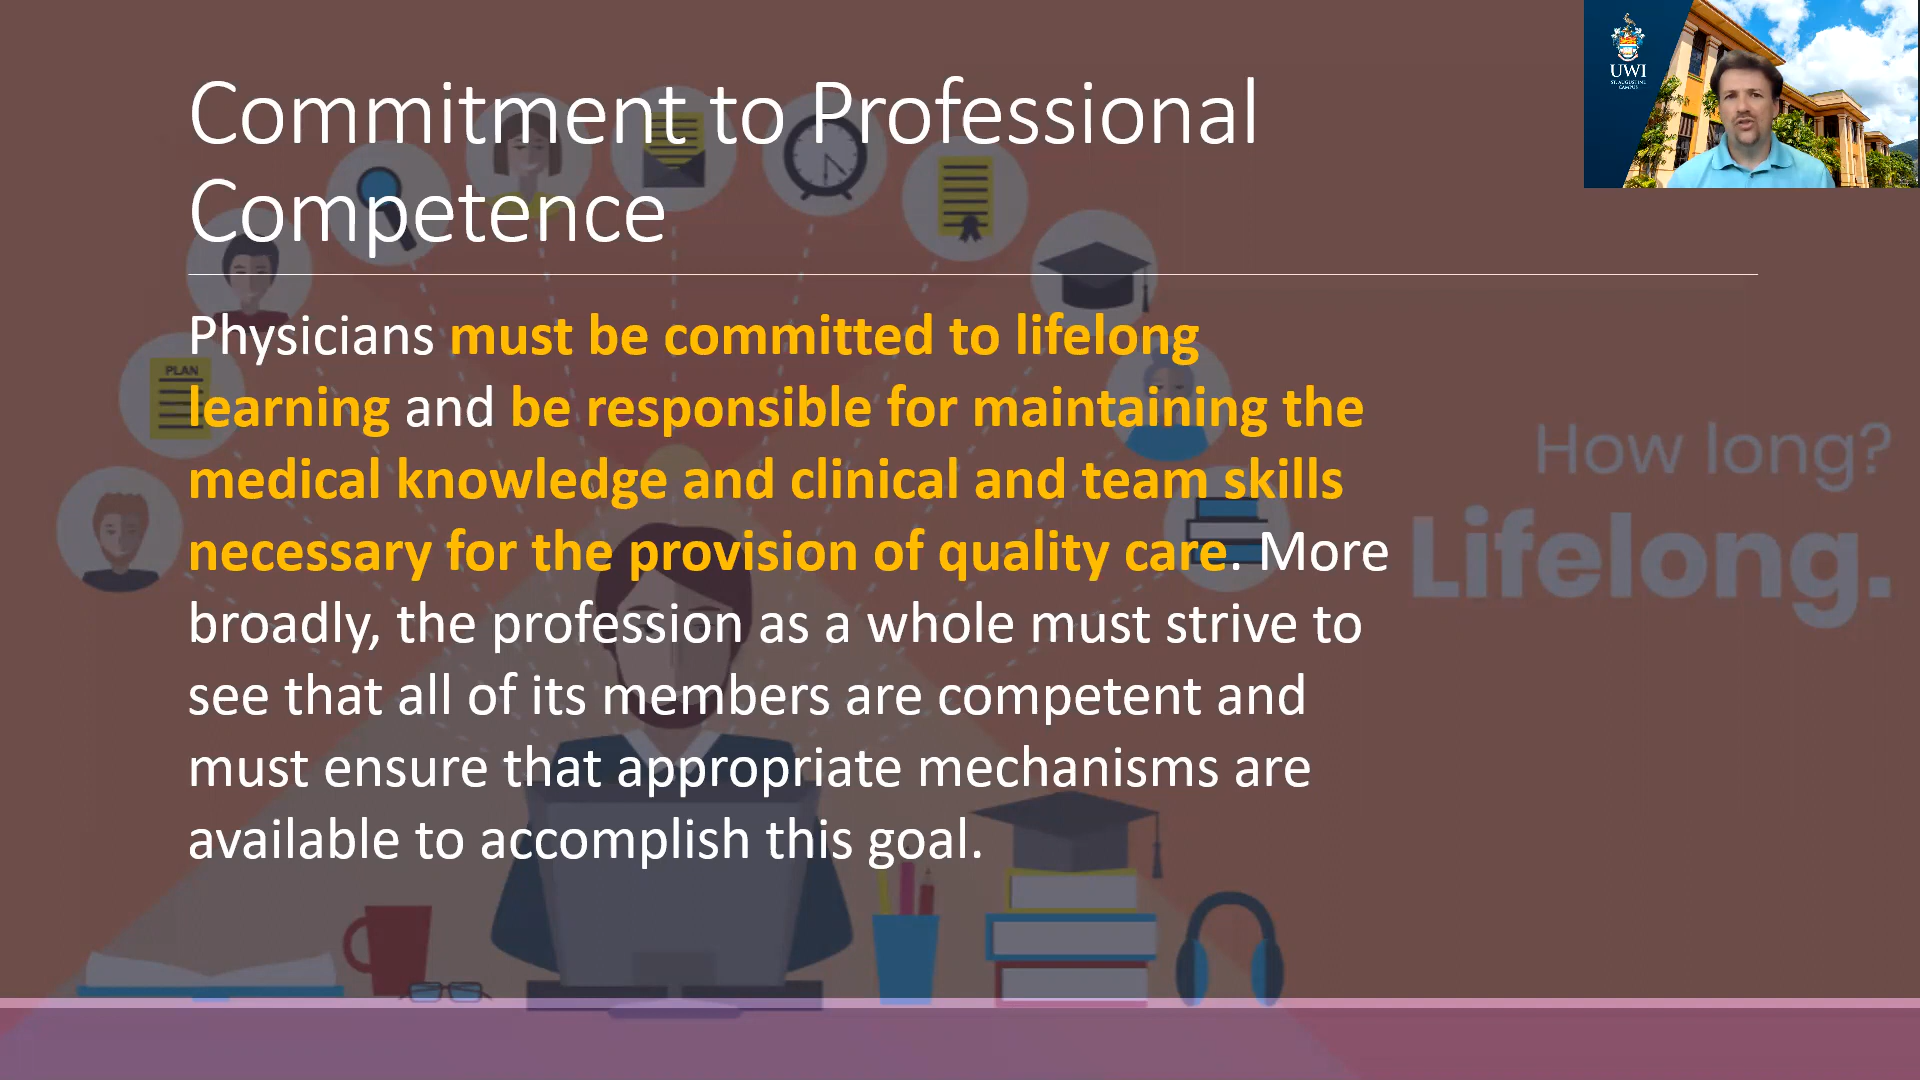 Commitment to Professional
Competence
Physicians must be committed to lifelong
learning and be responsible for maintaining the
medical knowledge and clinical and team skills
necessary for the provision of quality care. More
broadly, the profession as a whole must strive to
see that all of its members are competent and
must ensure that appropriate mechanisms are
available to accomplish this goal.
PLAN
How long?
Lifelong.
UWI
ST. AUGUSTINE
CAMPUS